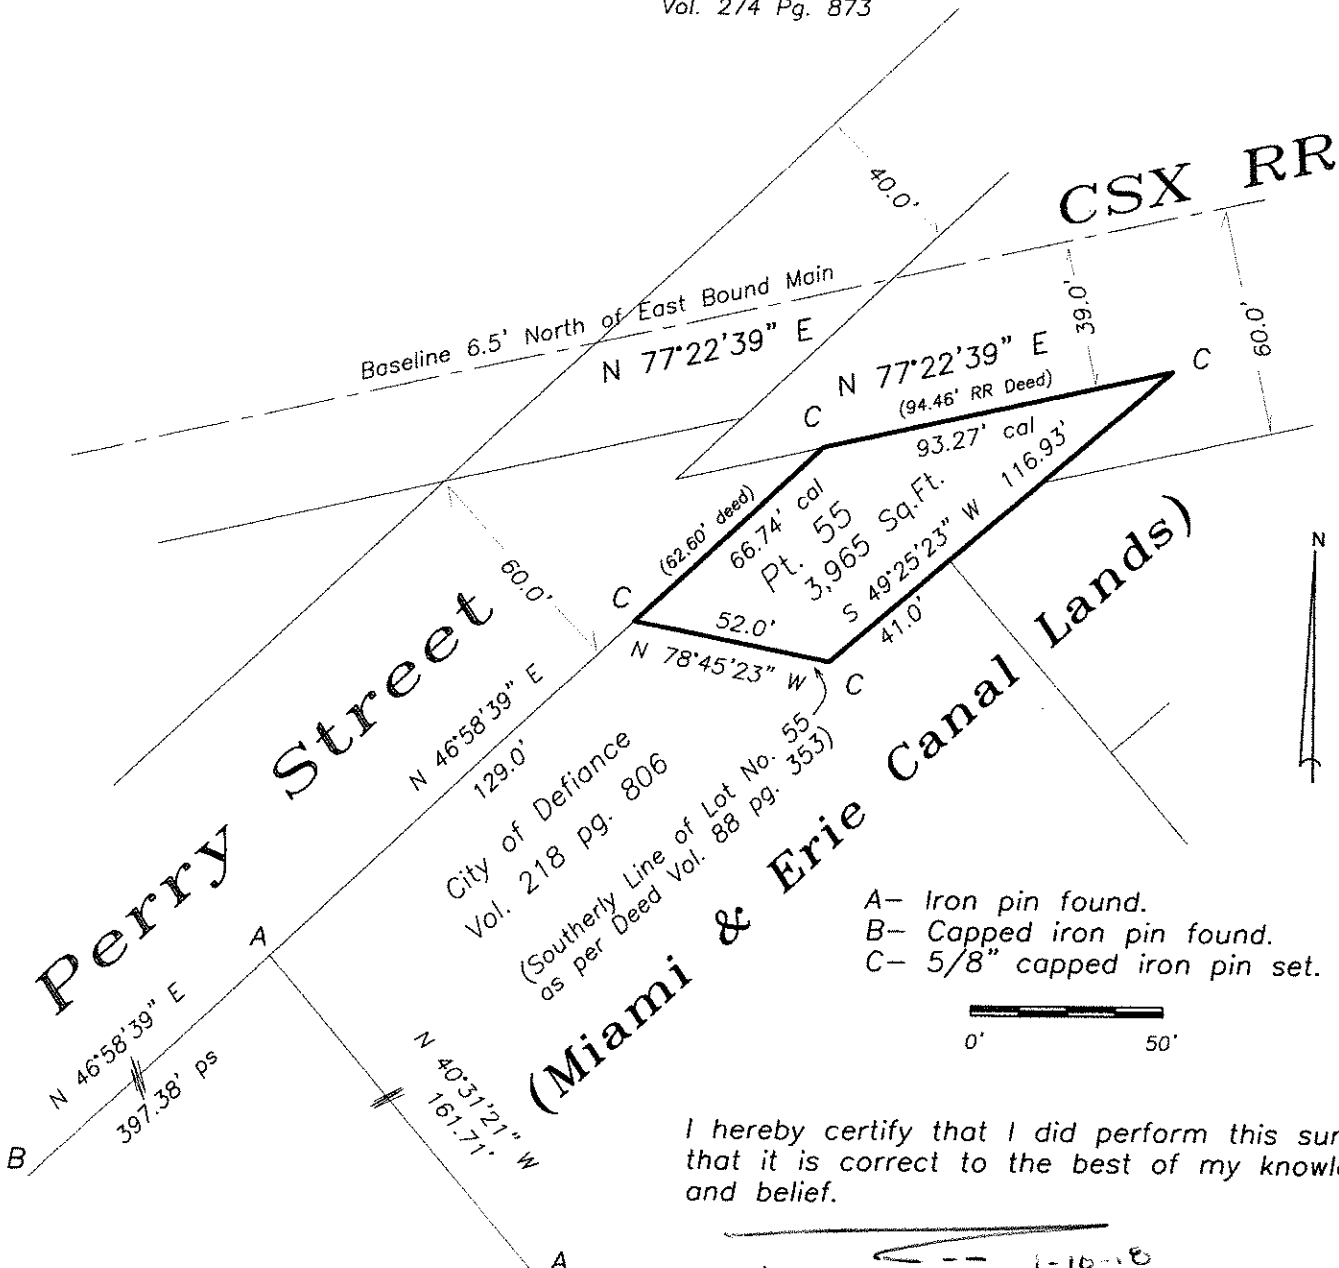 Vol. 274 Pg. 873
40.0'
CSX RR
Baseline 6.5' North of East Bound Main
N 77°22'39" E
39.0'
60.0'
C
N 77°22'39" E
(94.46' RR Deed)
C
93.27' cal
116.93'
(62.60' deed)
66.74' cal
Pt. 55
3,965 Sq.Ft.
S 49°25'23" W
60.0'
C
52.0'
41.0'
N 78°45'23" W
C
N
Perry Street
N 46°58'39" E
129.0'
City of Defiance
Vol. 218 pg. 806
(Southerly Line of Lot No. 55
as per Deed Vol. 88 pg. 353)
(Miami & Erie Canal Lands)
A- Iron pin found.
B- Capped iron pin found.
C- 5/8" capped iron pin set.
0' 50'
A
N 46°58'39" E
397.38' ps
B
N 40°31'21" W
161.71'
A
I hereby certify that I did perform this sur
that it is correct to the best of my knowl
and belief.